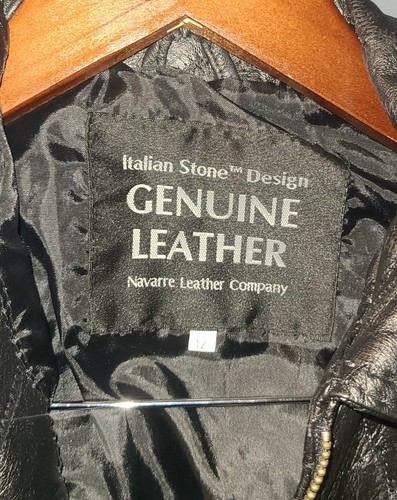 Italian Stone™ Design
GENUINE
LEATHER
Navarre Leather Company
12